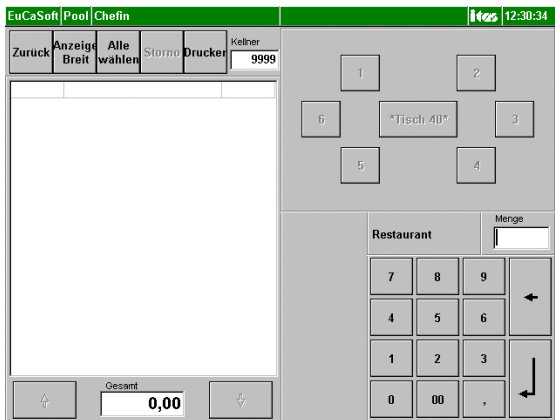 EuCaSoft Pool Chefin itos 12:30:34
Zurück Anzeige Breit Alle wählen Storno Drucker Kellner 9999
1 2
6 *Tisch 40* 3
5 4
Restaurant Menge
7 8 9
4 5 6
1 2 3
0 00 ,
Gesamt
0,00